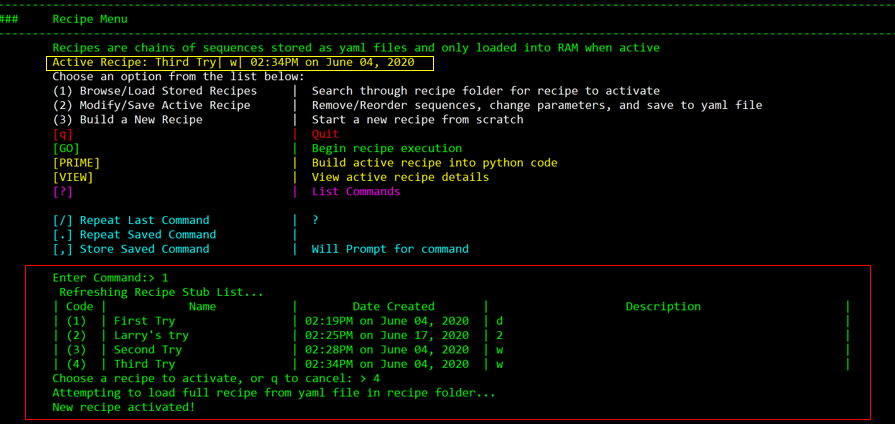 ### Recipe Menu
Recipes are chains of sequences stored as yaml files and only loaded into RAM when active
Active Recipe: Third Try| w| 02:34PM on June 04, 2020
Choose an option from the list below:
(1) Browse/Load Stored Recipes | Search through recipe folder for recipe to activate
(2) Modify/Save Active Recipe | Remove/Reorder sequences, change parameters, and save to yaml file
(3) Build a New Recipe | Start a new recipe from scratch
[q] | Quit
[GO] | Begin recipe execution
[PRIME] | Build active recipe into python code
[VIEW] | View active recipe details
[?] | List Commands
[/] Repeat Last Command | ?
[.] Repeat Saved Command |
[,] Store Saved Command | Will Prompt for command
Enter Command:> 1
Refreshing Recipe Stub List...
| Code | Name | Date Created | Description |
| (1) | First Try | 02:19PM on June 04, 2020 | d |
| (2) | Larry's try | 02:25PM on June 17, 2020 | 2 |
| (3) | Second Try | 02:28PM on June 04, 2020 | w |
| (4) | Third Try | 02:34PM on June 04, 2020 | w |
Choose a recipe to activate, or q to cancel: > 4
Attempting to load full recipe from yaml file in recipe folder...
New recipe activated!